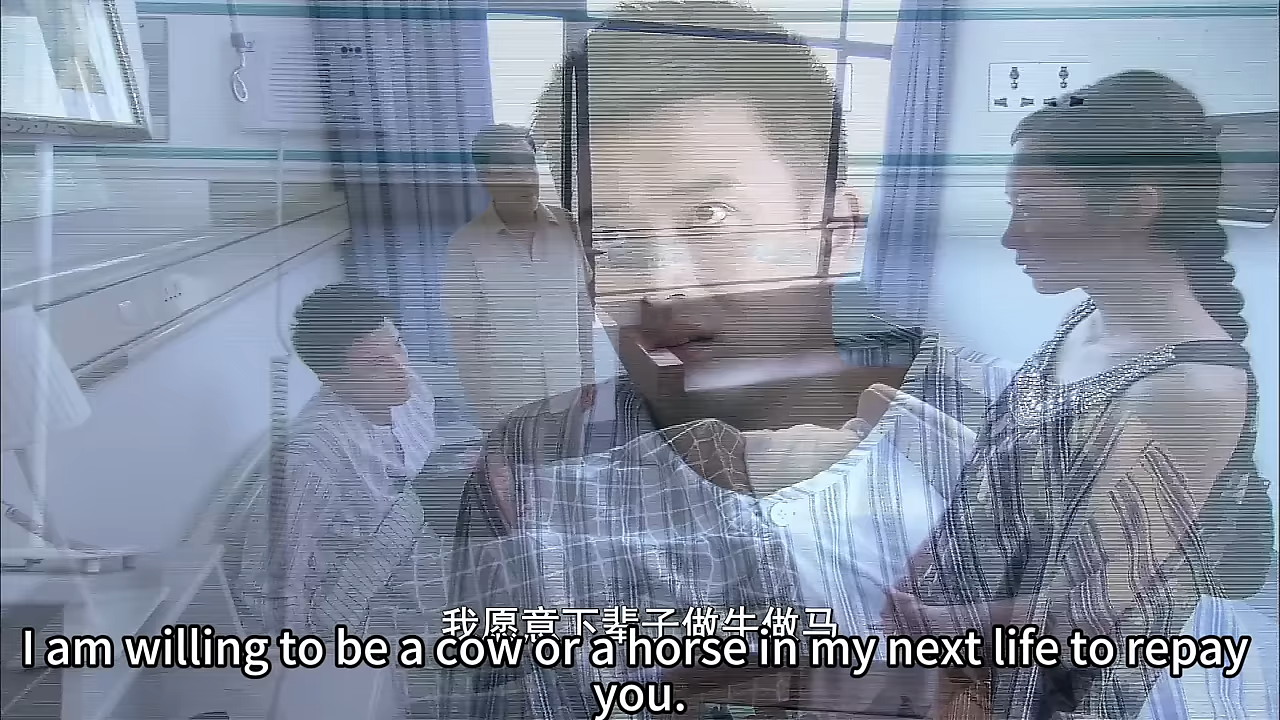 我愿意下辈子做牛做马
I am willing to be a cow or a horse in my next life to repay
you.